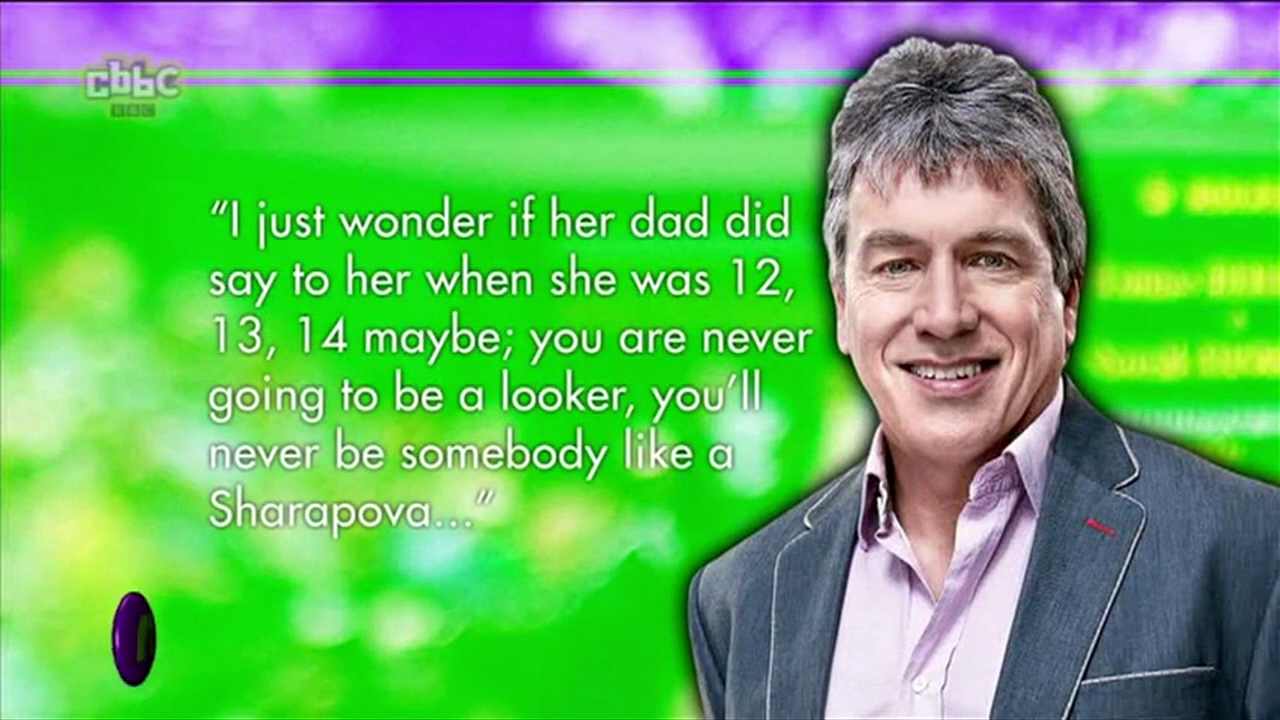 cbbc
BBC
“I just wonder if her dad did
say to her when she was 12,
13, 14 maybe; you are never
going to be a looker, you’ll
never be somebody like a
Sharapova...”